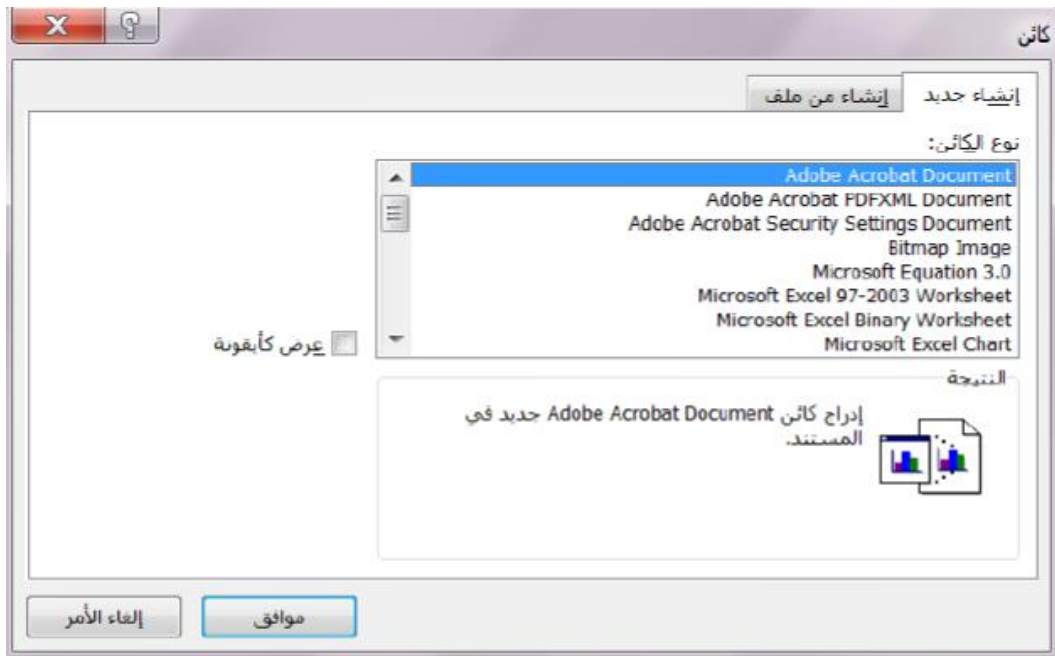 كائن
إنشاء جديد
إنشاء من ملف
نوع الكائن:
Adobe Acrobat Document
Adobe Acrobat PDFXML Document
Adobe Acrobat Security Settings Document
Bitmap Image
Microsoft Equation 3.0
Microsoft Excel 97-2003 Worksheet
Microsoft Excel Binary Worksheet
Microsoft Excel Chart
عرض كأيقونة
النتيجة
إدراج كائن Adobe Acrobat Document جديد في
المستند.
موافق
إلغاء الأمر